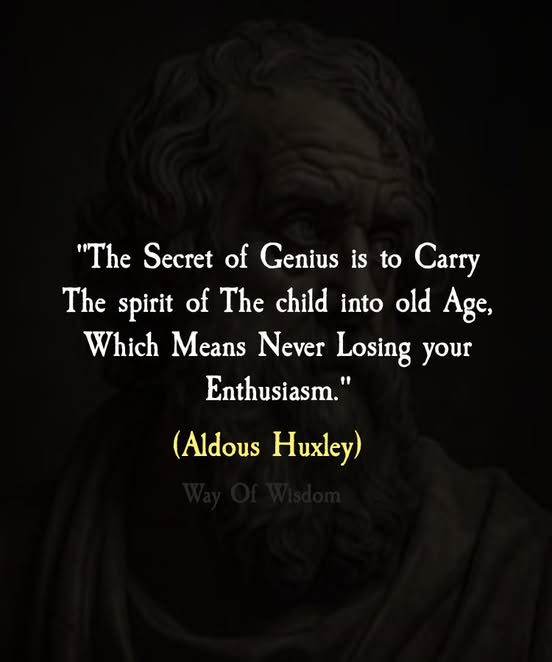 "The Secret of Genius is to Carry
The spirit of The child into old Age,
Which Means Never Losing your
Enthusiasm."
(Aldous Huxley)
Way Of Wisdom